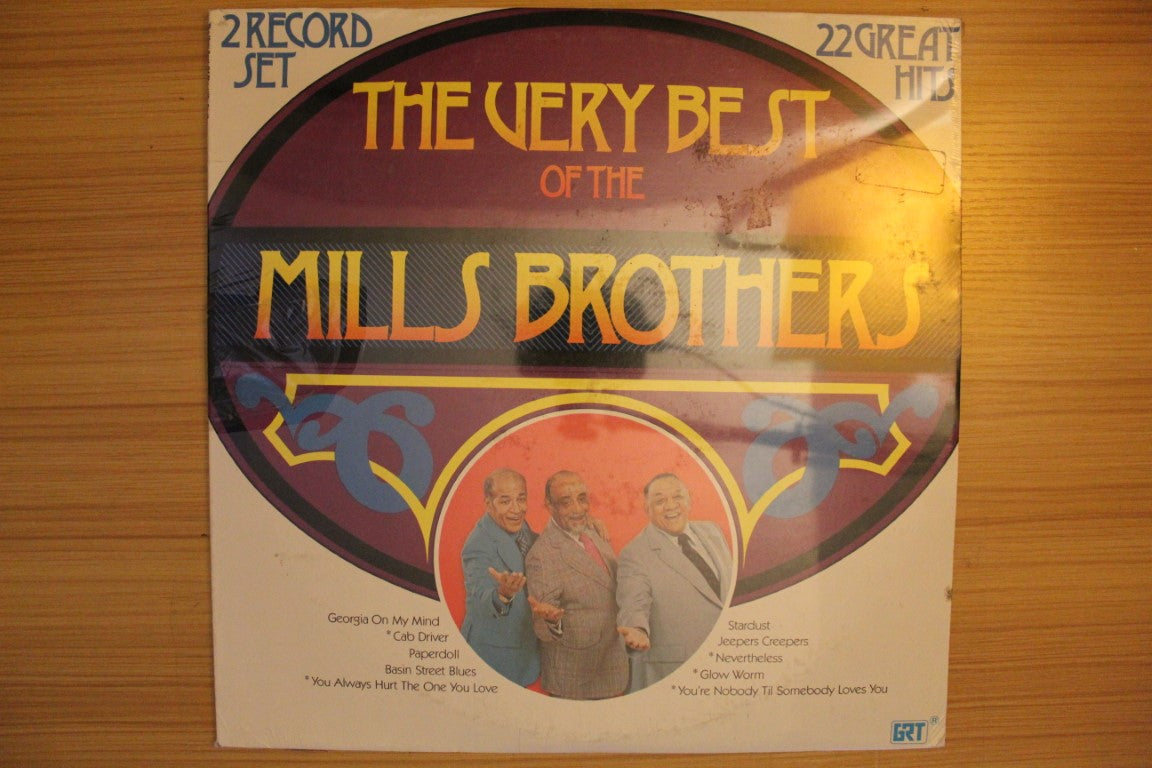 2 RECORD
SET
22 GREAT
HITS
THE VERY BEST
OF THE
MILLS BROTHERS
Georgia On My Mind
*Cab Driver
Paperdoll
Basin Street Blues
*You Always Hurt The One You Love
Stardust
Jeepers Creepers
*Nevertheless
*Glow Worm
*You're Nobody Til Somebody Loves You
GRT®